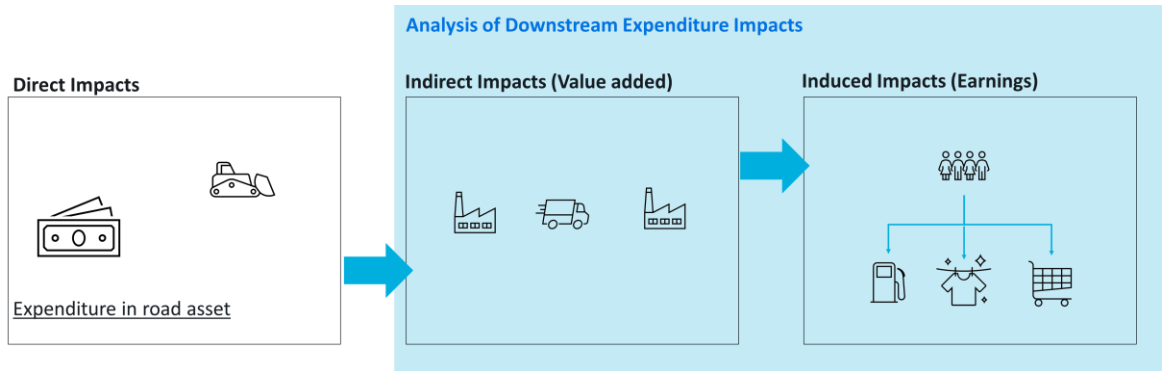 Analysis of Downstream Expenditure Impacts
Direct Impacts
Indirect Impacts (Value added)
Induced Impacts (Earnings)
Expenditure in road asset